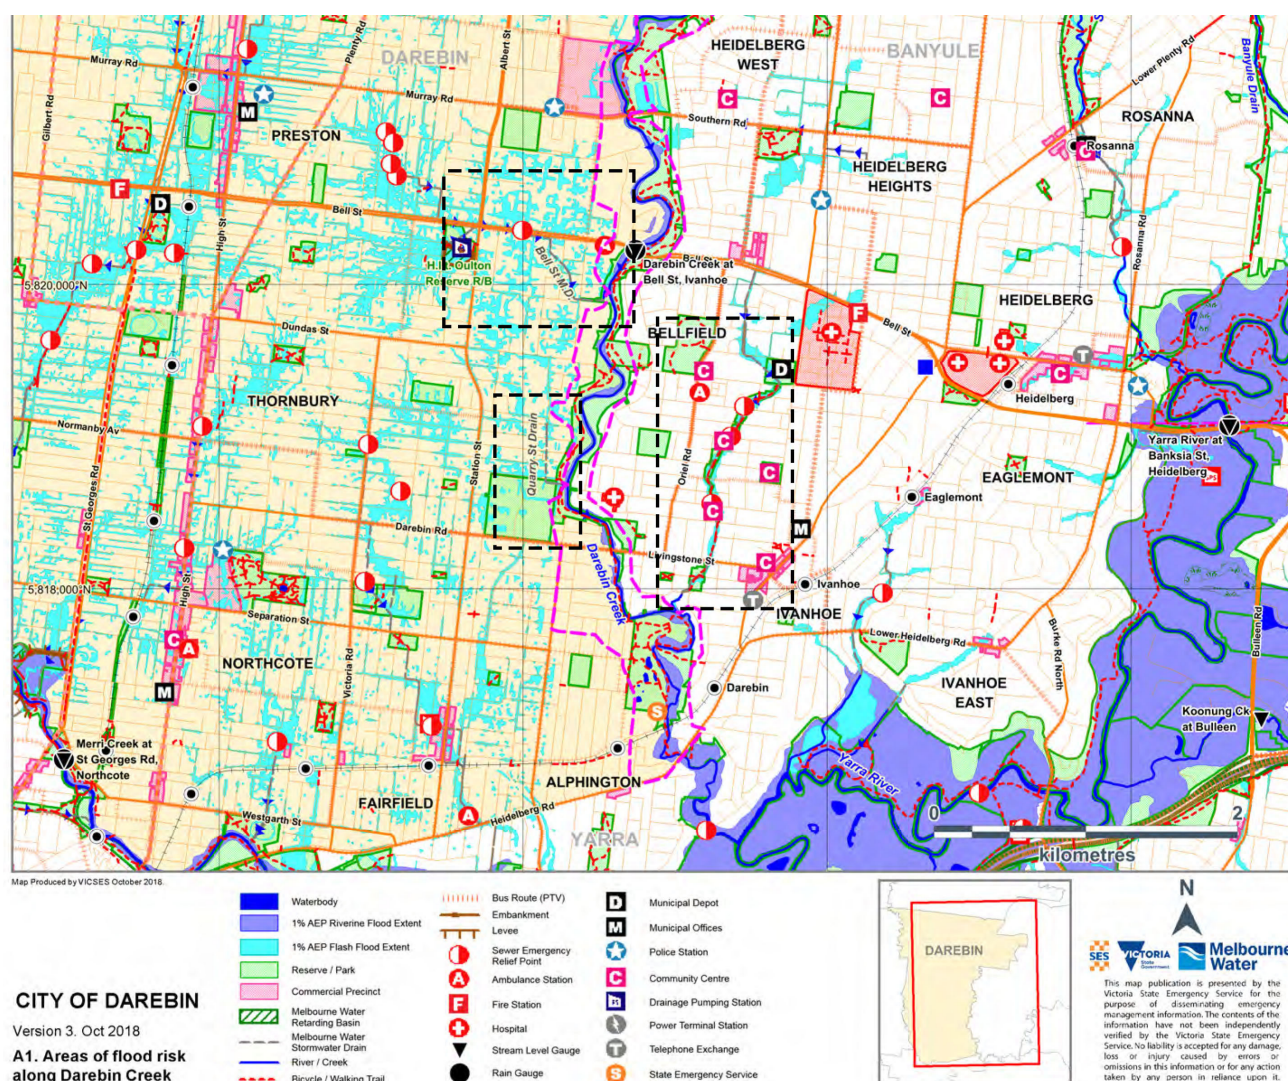 DAREBIN
BANYULE
HEIDELBERG
WEST
ROSANNA
Lower Plenty Rd
Banyule Drain
Plenty Rd
Albert St
Murray Rd
Murray Rd
Gilbert Rd
M
PRESTON
C
C
Southern Rd
C
Rosanna
HEIDELBERG
HEIGHTS
F
D
High St
Bell St
H.L. Oulton
Reserve R/B
Bell St M.D.
Bell St
Darebin Creek at
Bell St, Ivanhoe
Rosanna Rd
5,820,000 N
Dundas St
BELLFIELD
F
Bell St
HEIDELBERG
T
C
Heidelberg
C
D
A
THORNBURY
Normanby Av
St Georges Rd
Station St
Quarry St Drain
Oriel Rd
C
C
C
Yarra River at
Banksia St,
Heidelberg
EAGLEMONT
Eaglemont
Darebin Rd
M
Livingstone St
C
Ivanhoe
T
IVANHOE
5,818,000 N
High St
Separation St
Darebin Creek
Lower Heidelberg Rd
Burke Rd North
Bulleen Rd
C
A
NORTHCOTE
Victoria Rd
M
Darebin
S
IVANHOE
EAST
Koonung Ck
at Bulleen
Merri Creek at
St Georges Rd,
Northcote
ALPHINGTON
Yarra River
FAIRFIELD
Westgarth St
A
Heidelberg Rd
YARRA
0 2
kilometres
Map Produced by VICSES October 2018.
CITY OF DAREBIN
Version 3. Oct 2018
A1. Areas of flood risk
along Darebin Creek
Waterbody
1% AEP Riverine Flood Extent
1% AEP Flash Flood Extent
Reserve / Park
Commercial Precinct
Melbourne Water
Retarding Basin
Melbourne Water
Stormwater Drain
River / Creek
Bicycle / Walking Trail
Bus Route (PTV)
Embankment
Levee
Sewer Emergency
Relief Point
A Ambulance Station
F Fire Station
Hospital
Stream Level Gauge
Rain Gauge
D Municipal Depot
M Municipal Offices
Police Station
C Community Centre
Drainage Pumping Station
Power Terminal Station
T Telephone Exchange
S State Emergency Service
DAREBIN
N
SES
VICTORIA
State
Government
Melbourne
Water
This map publication is presented by the
Victoria State Emergency Service for the
purpose of disseminating emergency
management information. The contents of the
information have not been independently
verified by the Victoria State Emergency
Service. No liability is accepted for any damage,
loss or injury caused by errors or
omissions in this information or for any action
taken by any person in reliance upon it.